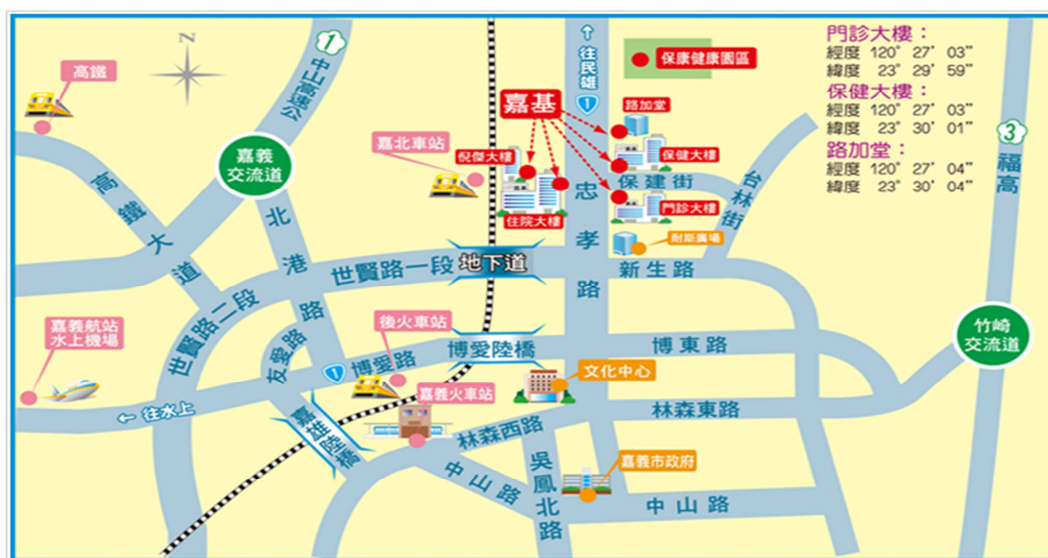 門診大樓：
經度 120° 27' 03"
緯度 23° 29' 59"
保健大樓：
經度 120° 27' 03"
緯度 23° 30' 01"
路加堂：
經度 120° 27' 04"
緯度 23° 30' 04"
N
1
中山高速公
高鐵
↑往民雄
1
保康健康園區
3
福高
嘉基
路加堂
嘉義
交流道
嘉北車站
倪傑大樓
保健大樓
保建街
台林街
住院大樓
門診大樓
忠孝路
耐斯廣場
高鐵大道
北港路
世賢路一段
地下道
新生路
嘉義航站
水上機場
世賢路二段
友愛路
後火車站
1
博愛路
博愛陸橋
博東路
竹崎
交流道
文化中心
←往水上
嘉義火車站
嘉雄陸橋
林森西路
林森東路
中山路
吳鳳北路
嘉義市政府
中山路